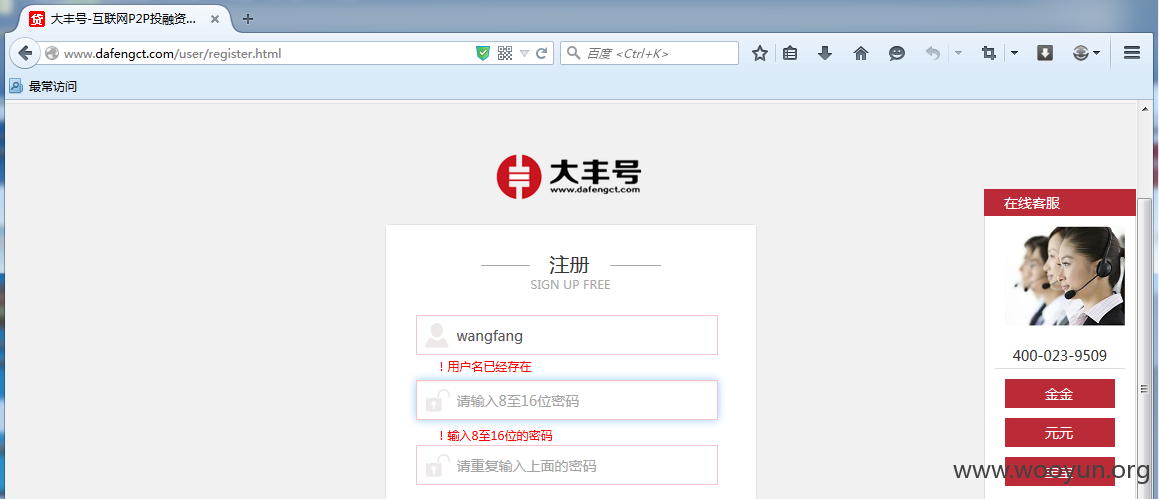 大丰号-互联网P2P投融资...
www.dafengct.com/user/register.html
百度 <Ctrl+K>
最常访问
大丰号
www.dafengct.com
在线客服
注册
SIGN UP FREE
wangfang
！用户名已经存在
请输入8至16位密码
！输入8至16位的密码
请重复输入上面的密码
400-023-9509
金金
元元
www.wooyun.org